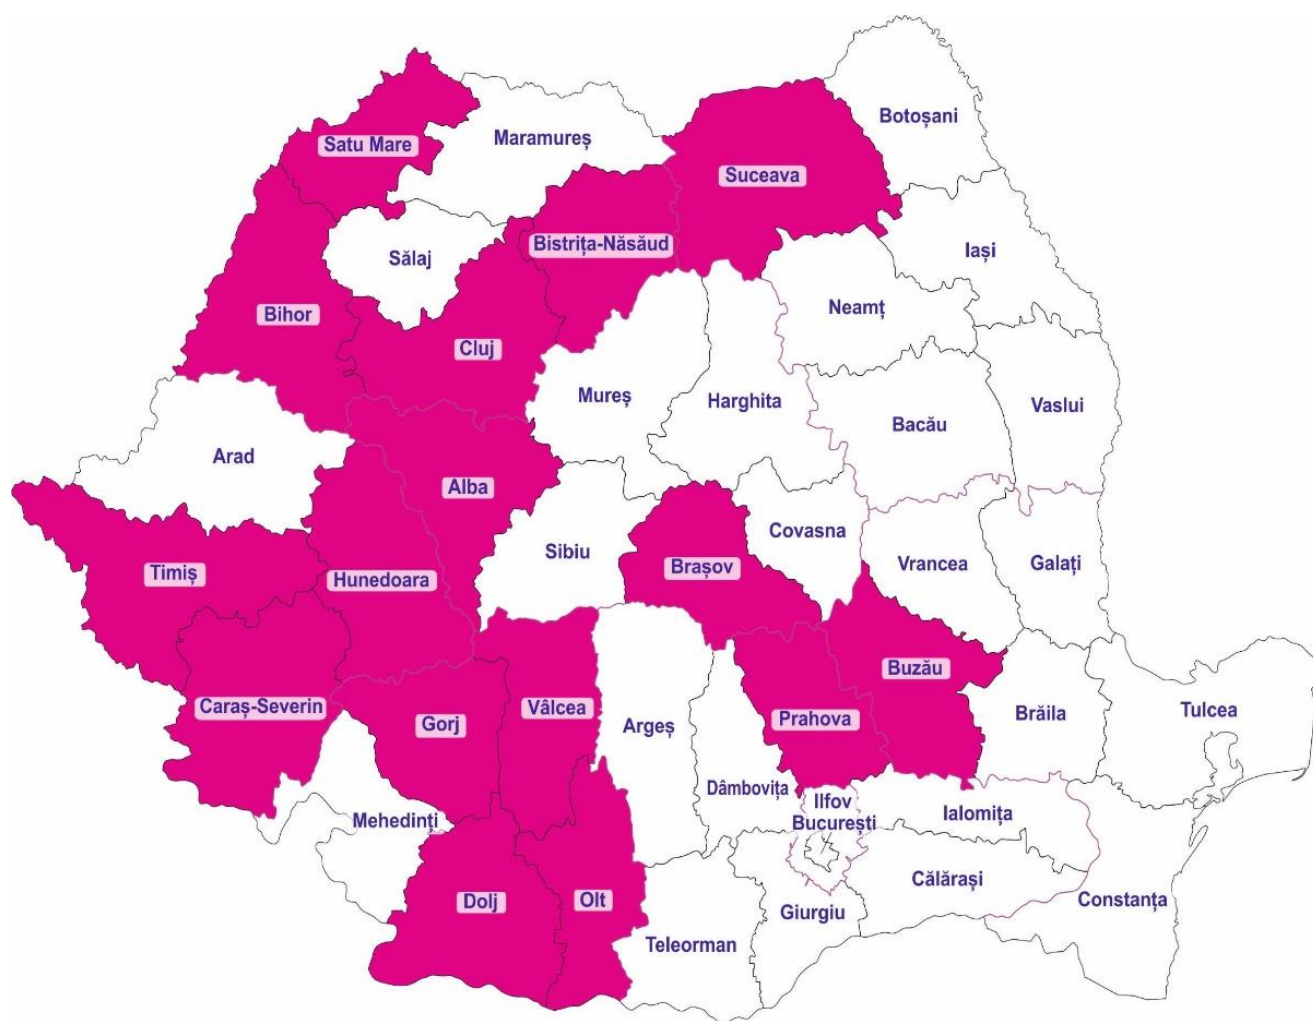 Botoșani
Maramureș
Satu Mare
Suceava
Bistrița-Năsăud
Iași
Sălaj
Neamț
Bihor
Cluj
Mureș
Harghita
Vaslui
Bacău
Arad
Alba
Covasna
Sibiu
Brașov
Vrancea
Galați
Timiș
Hunedoara
Buzău
Caraș-Severin
Vâlcea
Tulcea
Brăila
Prahova
Gorj
Argeș
Dâmbovița
Ilfov
București
Ialomița
Mehedinți
Călărași
Constanța
Dolj
Olt
Giurgiu
Teleorman